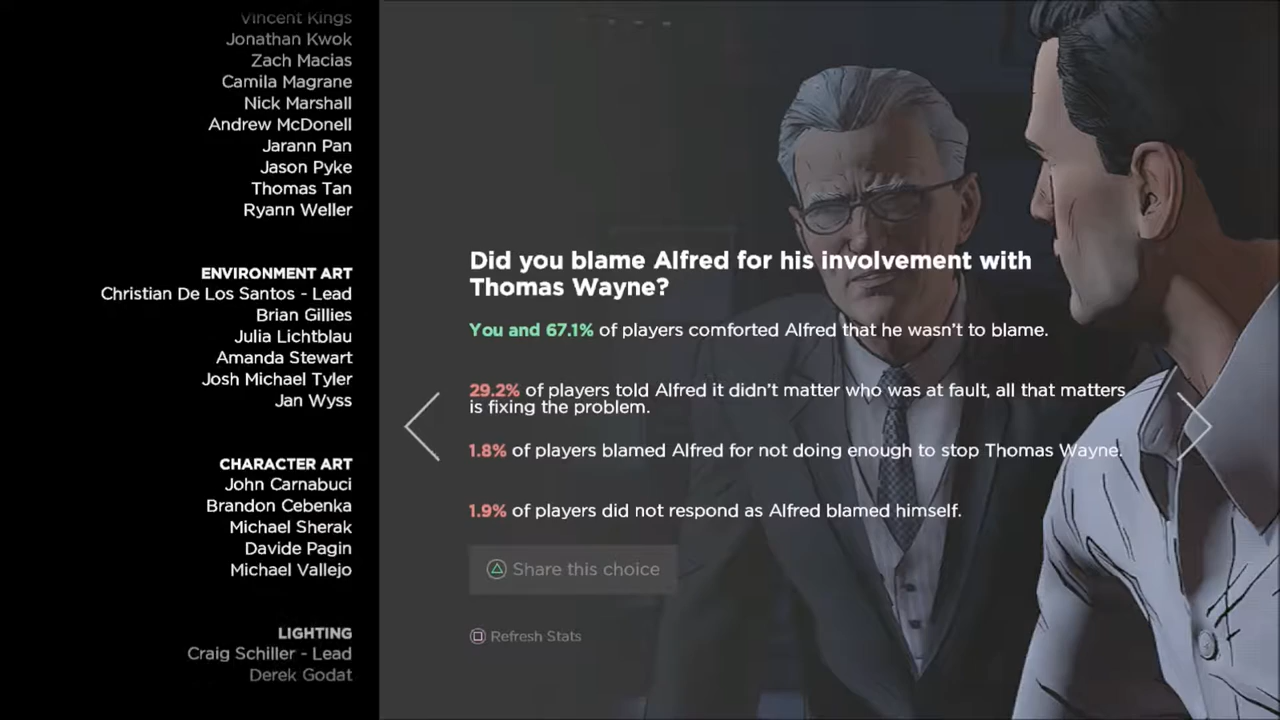 Vincent Kings
Jonathan Kwok
Zach Macias
Camila Magrane
Nick Marshall
Andrew McDonell
Jarann Pan
Jason Pyke
Thomas Tan
Ryann Weller
ENVIRONMENT ART
Christian De Los Santos - Lead
Brian Gillies
Julia Lichtblau
Amanda Stewart
Josh Michael Tyler
Jan Wyss
CHARACTER ART
John Carnabuci
Brandon Cebenka
Michael Sherak
Davide Pagin
Michael Vallejo
LIGHTING
Craig Schiller - Lead
Derek Godat
Did you blame Alfred for his involvement with
Thomas Wayne?
You and 67.1% of players comforted Alfred that he wasn't to blame.
29.2% of players told Alfred it didn't matter who was at fault, all that matters
is fixing the problem.
1.8% of players blamed Alfred for not doing enough to stop Thomas Wayne.
1.9% of players did not respond as Alfred blamed himself.
Share this choice
Refresh Stats